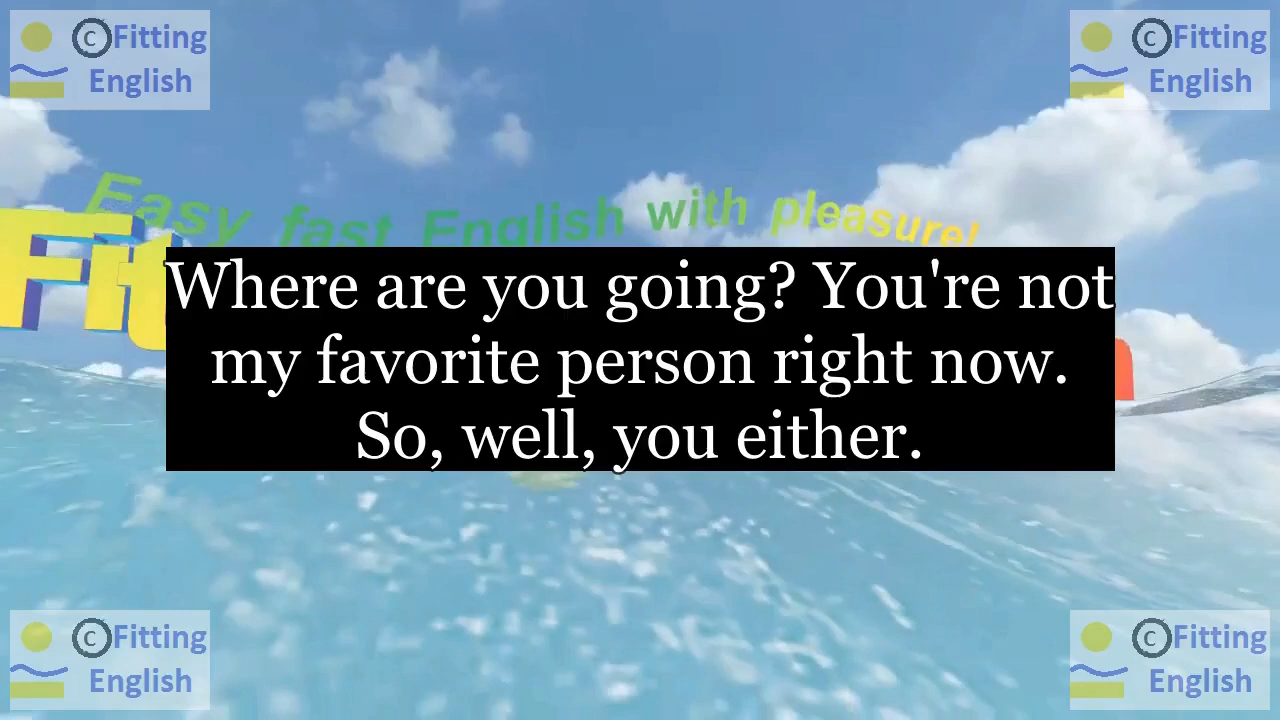 ©Fitting
English
©Fitting
English
Easy fast English with pleasure!
Fit
Where are you going? You're not
my favorite person right now.
So, well, you either.
©Fitting
English
©Fitting
English